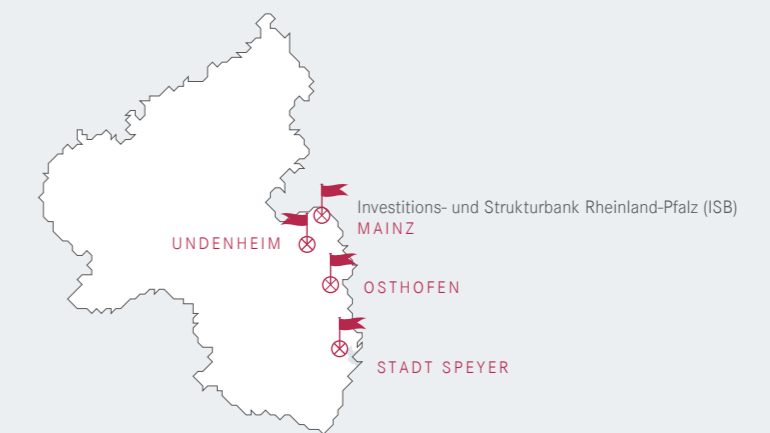 Investitions- und Strukturbank Rheinland-Pfalz (ISB)
MAINZ
UNDENHEIM
OSTHOFEN
STADT SPEYER